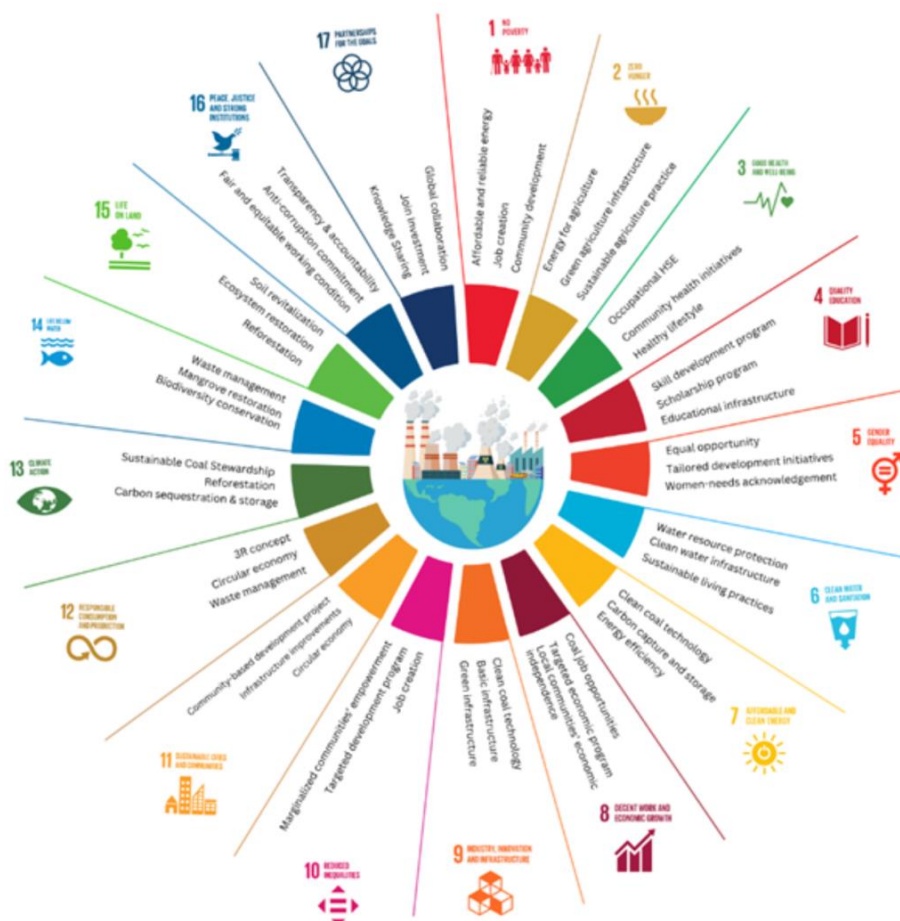 1 NO
POVERTY
Affordable and reliable energy
Job creation
Community development
2 ZERO
HUNGER
Energy for agriculture
Green agriculture infrastructure
Sustainable agriculture practice
3 GOOD HEALTH
AND WELL-BEING
Occupational HSE
Community health initiatives
Healthy lifestyle
4 QUALITY
EDUCATION
Skill development program
Scholarship program
Educational infrastructure
5 GENDER
EQUALITY
Equal opportunity
Tailored development initiatives
Women-needs acknowledgement
6 CLEAN WATER
AND SANITATION
Water resource protection
Clean water infrastructure
Sustainable living practices
7 AFFORDABLE AND
CLEAN ENERGY
Clean coal technology
Carbon capture and storage
Energy efficiency
8 DECENT WORK AND
ECONOMIC GROWTH
Coal job opportunities
Targeted economic program
Local communities' economic
independence
9 INDUSTRY, INNOVATION
AND INFRASTRUCTURE
Clean coal technology
Basic infrastructure
Green infrastructure
10 REDUCED
INEQUALITIES
Marginalized communities' empowerment
Targeted development program
Job creation
11 SUSTAINABLE CITIES
AND COMMUNITIES
Community-based development project
Infrastructure improvements
Circular economy
12 RESPONSIBLE
CONSUMPTION
AND PRODUCTION
3R concept
Circular economy
Waste management
13 CLIMATE
ACTION
Sustainable Coal Stewardship
Reforestation
Carbon sequestration & storage
14 LIFE BELOW
WATER
Waste management
Mangrove restoration
Biodiversity conservation
15 LIFE
ON LAND
Soil revitalization
Ecosystem restoration
Reforestation
16 PEACE, JUSTICE
AND STRONG
INSTITUTIONS
Transparency & accountability
Anti-corruption commitment
Fair and equitable working condition
17 PARTNERSHIPS
FOR THE GOALS
Global collaboration
Join investment
Knowledge Sharing